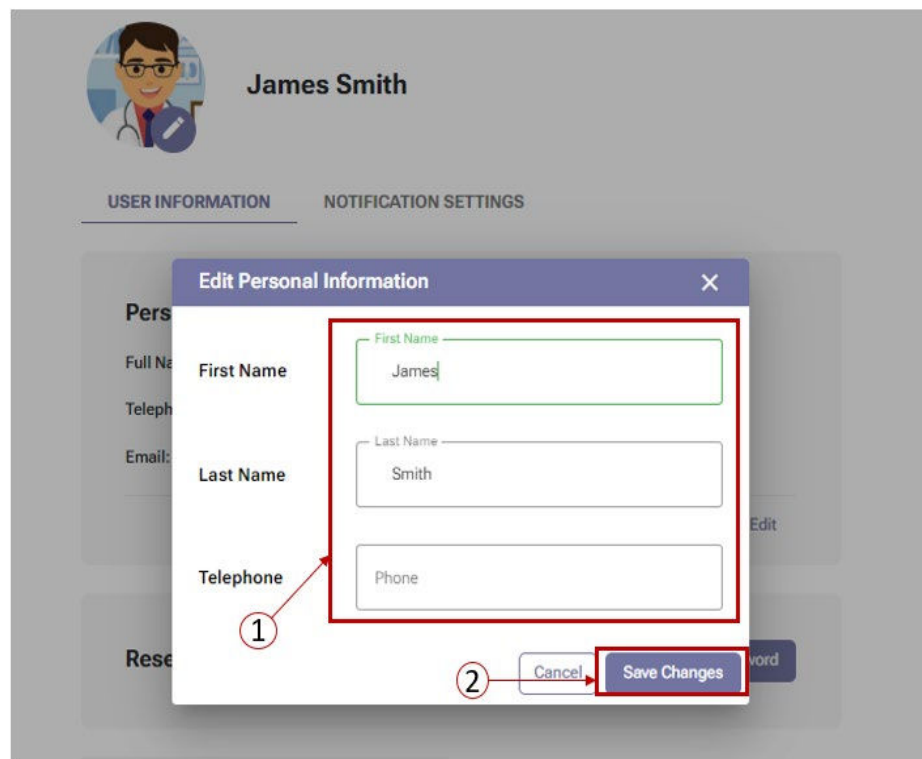 James Smith
USER INFORMATION NOTIFICATION SETTINGS
Edit Personal Information
Pers
Full Na
First Name
First Name
James
Teleph
Email:
Last Name
Last Name
Smith
Edit
Telephone
Phone
1
Rese
2
Cancel
Save Changes
word